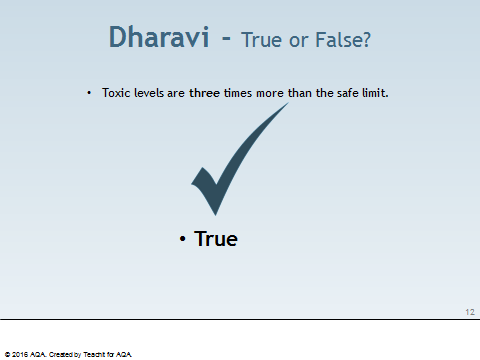 Dharavi - True or False?
• Toxic levels are three times more than the safe limit.
• True
12
© 2016 AQA. Created by Teachit for AQA